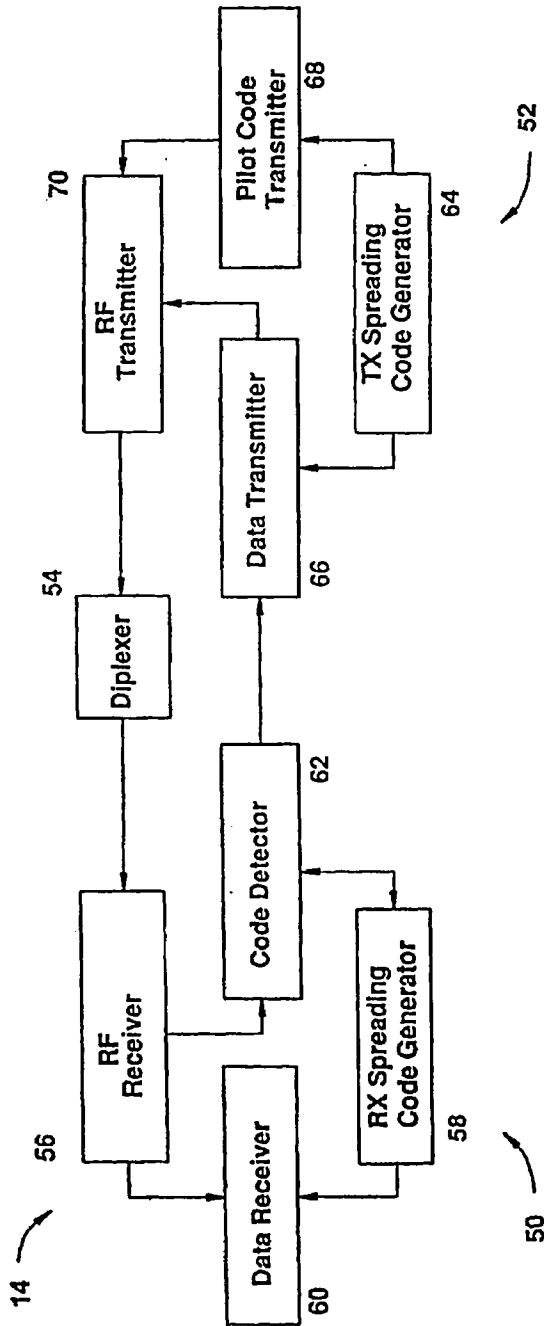 14
56
RF
Receiver
54
Diplexer
70
RF
Transmitter
Pilot Code
Transmitter
68
Data Receiver
60
Code Detector
62
Data Transmitter
66
RX Spreading
Code Generator
58
TX Spreading
Code Generator
64
50
52